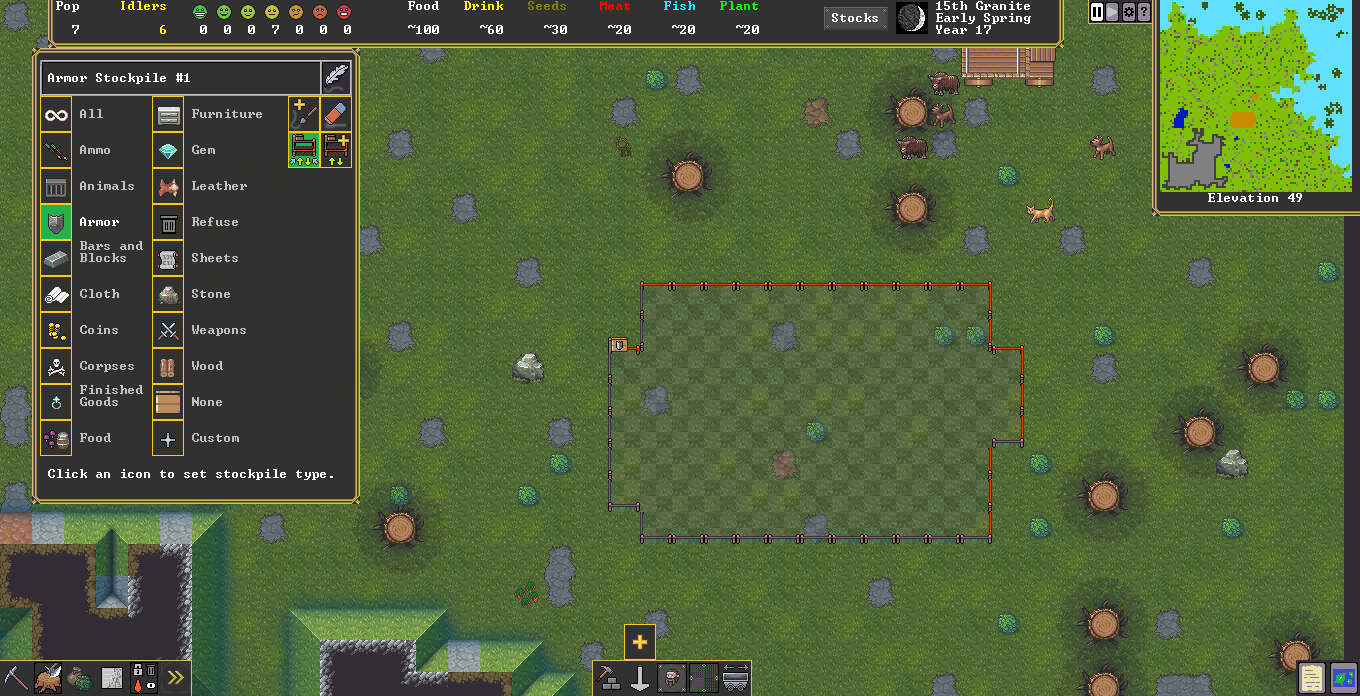 Pop Idlers Food Drink Seeds Meat Fish Plant
7 6 0 0 0 7 0 0 0 ~100 ~60 ~30 ~20 ~20 ~20
Stocks
15th Granite
Early Spring
Year 17
?
Elevation 49
Armor Stockpile #1
All Furniture
Ammo Gem
Animals Leather
Armor Refuse
Bars and
Blocks Sheets
Cloth Stone
Coins Weapons
Corpses Wood
Finished
Goods None
Food Custom
Click an icon to set stockpile type.